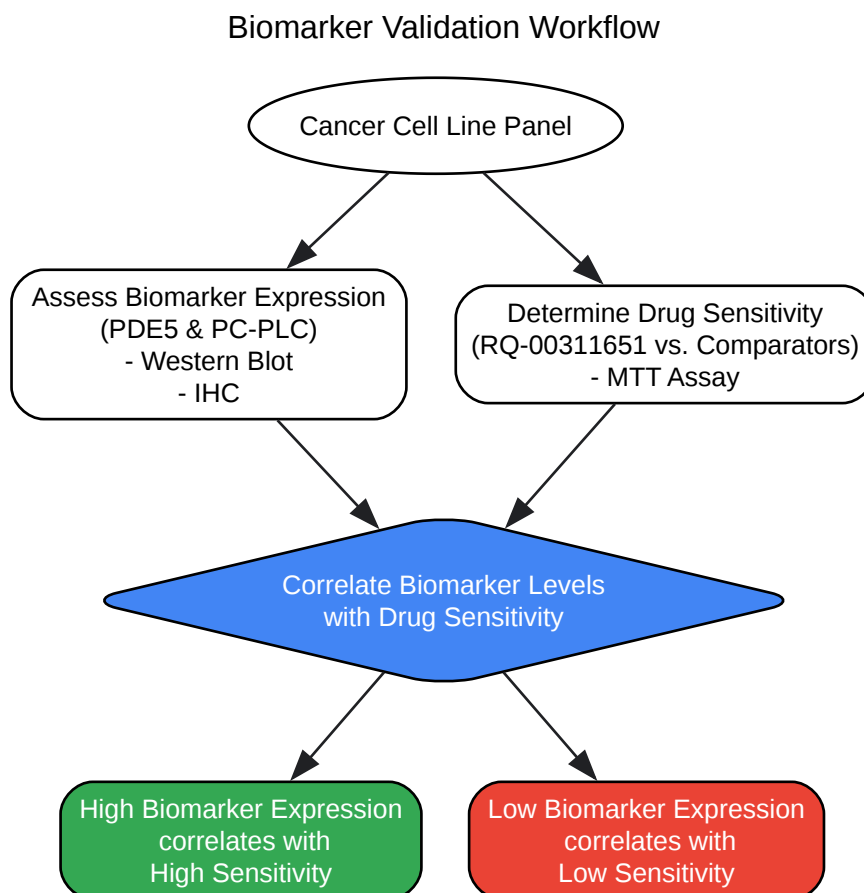 Biomarker Validation Workflow
Cancer Cell Line Panel
Assess Biomarker Expression
(PDE5 & PC-PLC)
- Western Blot
- IHC
Determine Drug Sensitivity
(RQ-00311651 vs. Comparators)
- MTT Assay
Correlate Biomarker Levels
with Drug Sensitivity
High Biomarker Expression
correlates with
High Sensitivity
Low Biomarker Expression
correlates with
Low Sensitivity